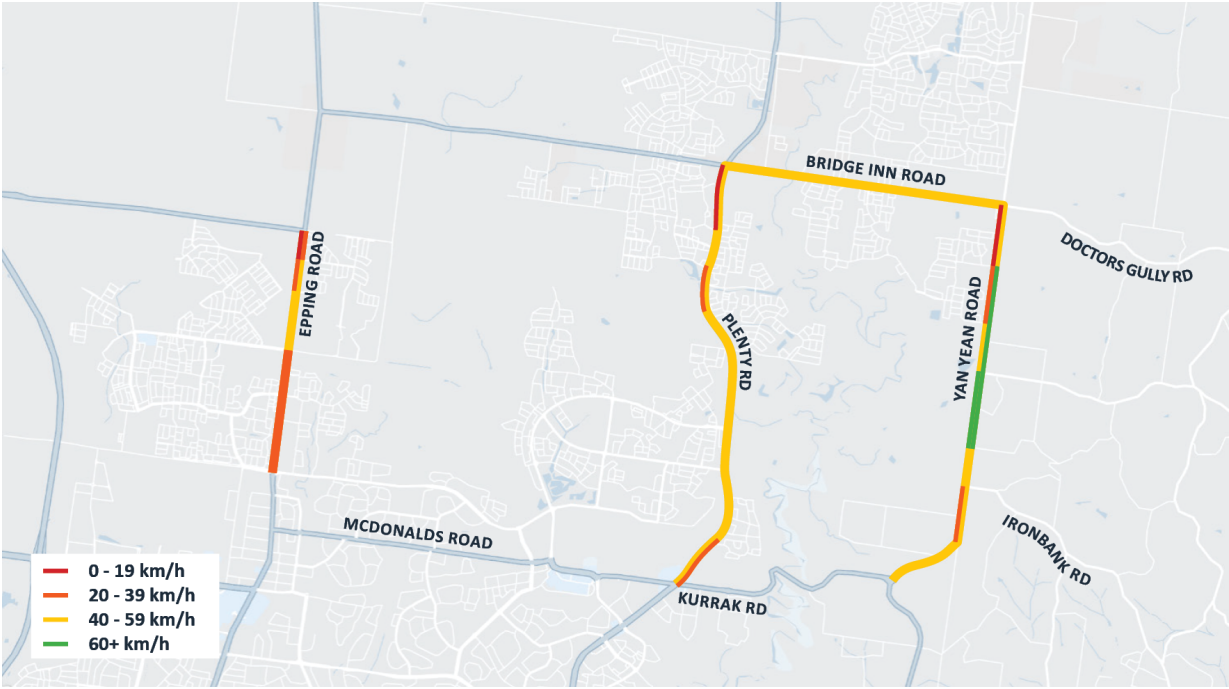 BRIDGE INN ROAD
DOCTORS GULLY RD
EPPING ROAD
YAN YEAN ROAD
PLENTY RD
MCDONALDS ROAD
IRONBANK RD
KURRAK RD
0 - 19 km/h
20 - 39 km/h
40 - 59 km/h
60+ km/h